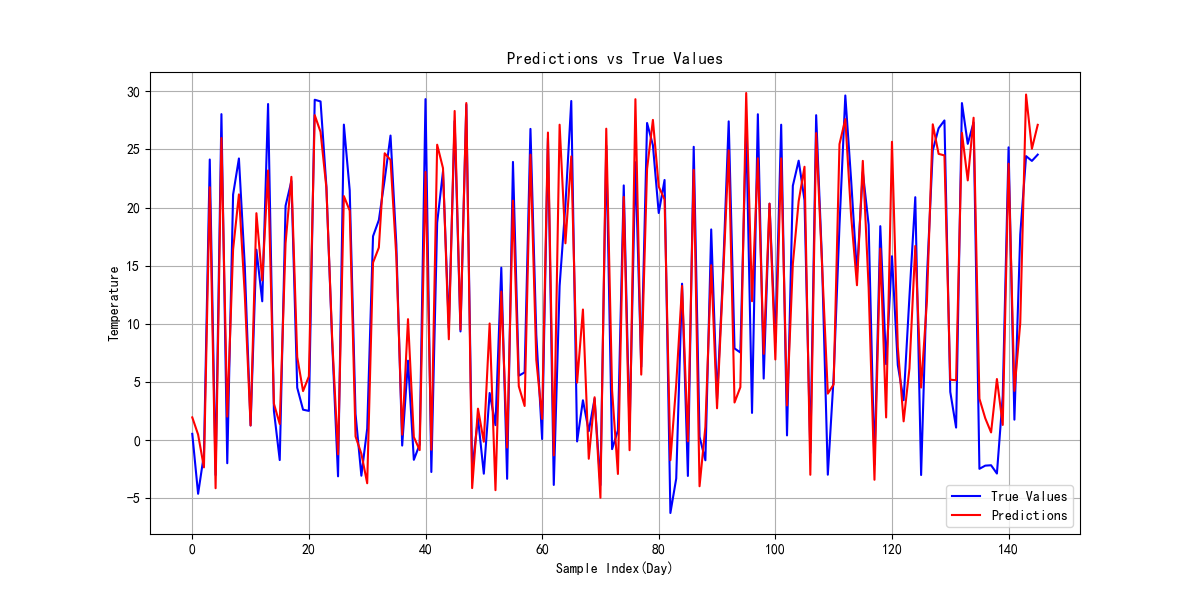 Predictions vs True Values
Temperature
30
25
20
15
10
5
0
−5
0 20 40 60 80 100 120 140
Sample Index(Day)
True Values
Predictions